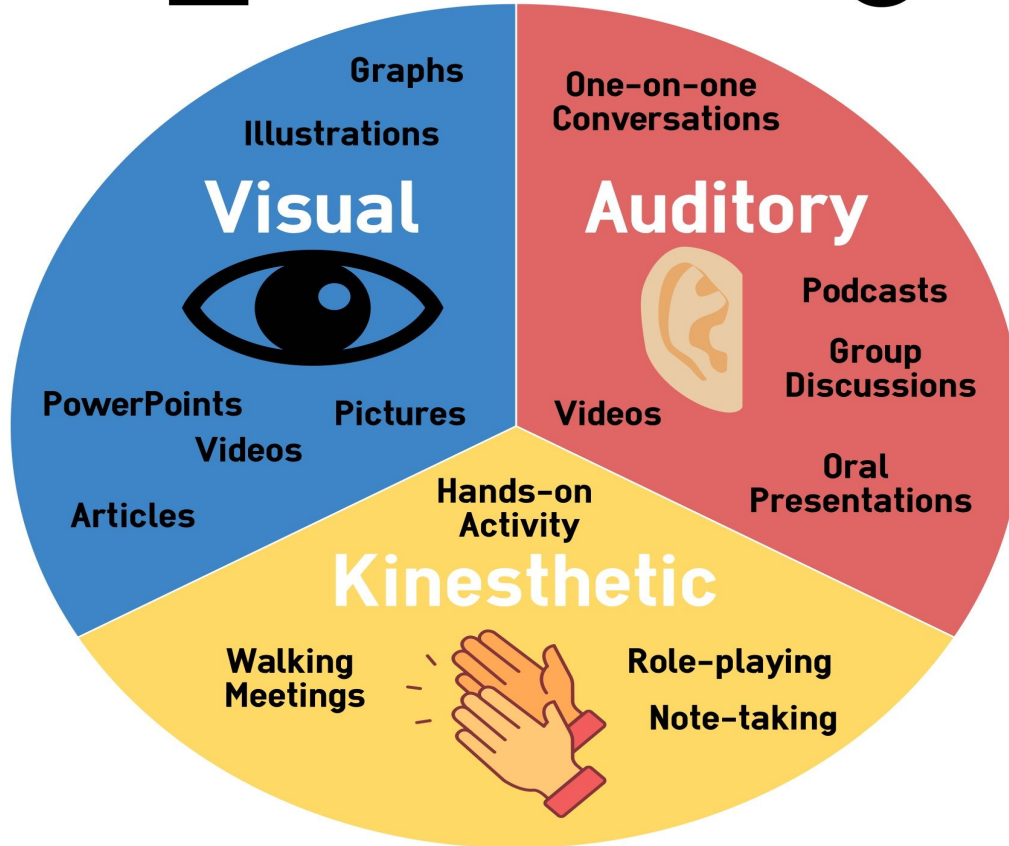 Graphs
Illustrations
Visual
PowerPoints
Pictures
Videos
Articles
One-on-one
Conversations
Auditory
Podcasts
Group
Discussions
Videos
Oral
Presentations
Hands-on
Activity
Kinesthetic
Walking
Meetings
Role-playing
Note-taking